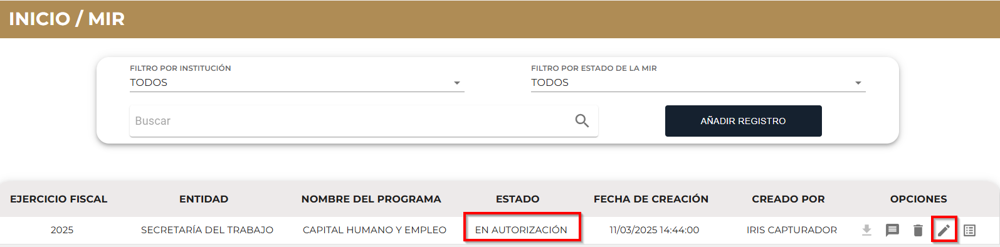 INICIO / MIR
FILTRO POR INSTITUCIÓN
TODOS
FILTRO POR ESTADO DE LA MIR
TODOS
Buscar
AÑADIR REGISTRO
EJERCICIO FISCAL ENTIDAD NOMBRE DEL PROGRAMA ESTADO FECHA DE CREACIÓN CREADO POR OPCIONES
2025 SECRETARÍA DEL TRABAJO CAPITAL HUMANO Y EMPLEO EN AUTORIZACIÓN 11/03/2025 14:44:00 IRIS CAPTURADOR